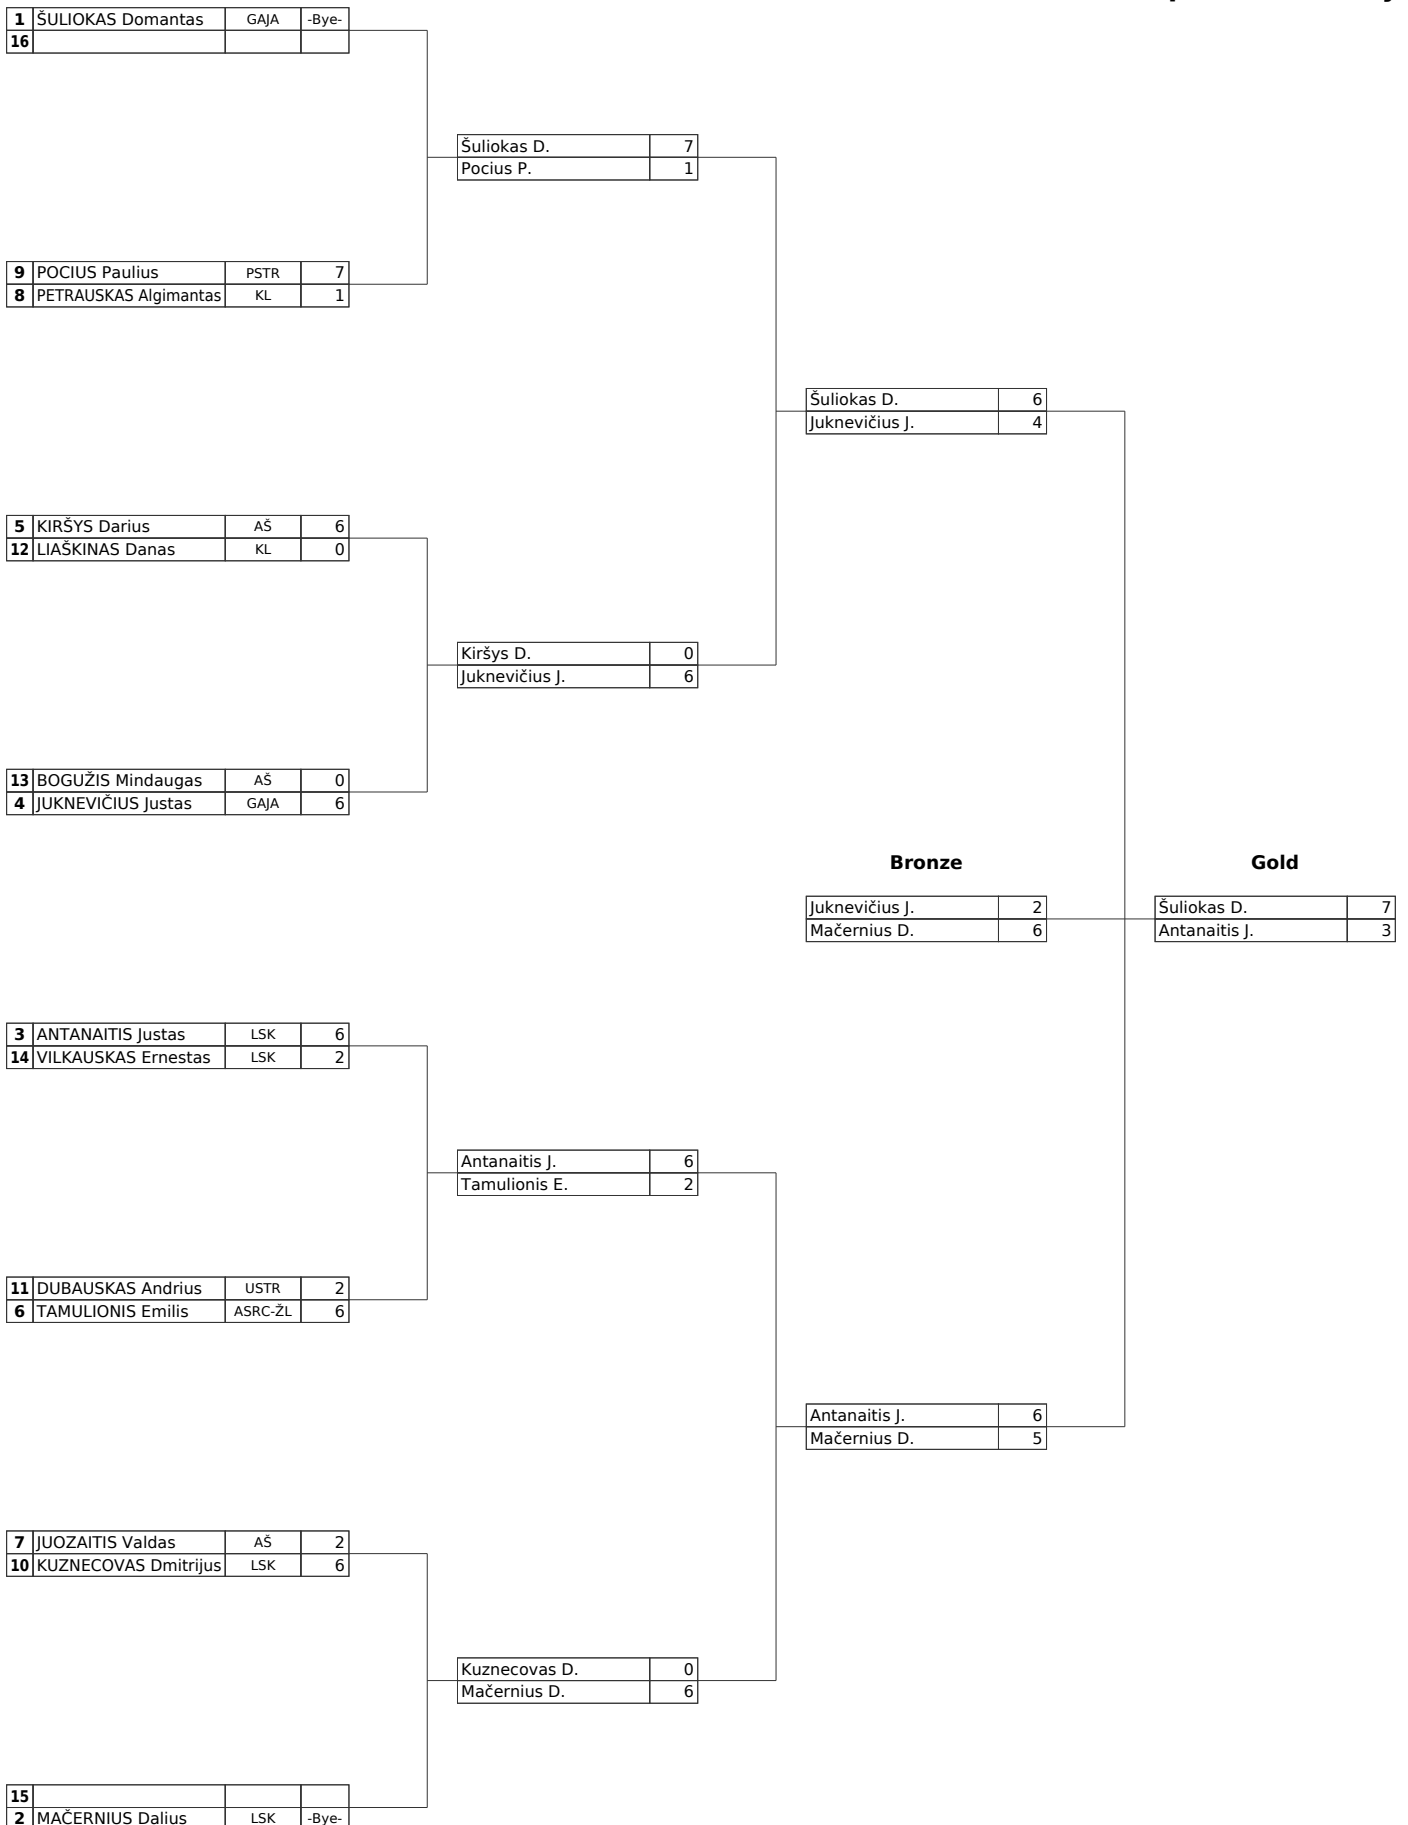 1 ŠULIOKAS Domantas GAJA -Bye-
16
Šuliokas D. 7
Pocius P. 1
9 POCIUS Paulius PSTR 7
8 PETRAUSKAS Algimantas KL 1
Šuliokas D. 6
Juknevičius J. 4
5 KIRŠYS Darius AŠ 6
12 LIAŠKINAS Danas KL 0
Kiršys D. 0
Juknevičius J. 6
13 BOGUŽIS Mindaugas AŠ 0
4 JUKNEVIČIUS Justas GAJA 6
Bronze Gold
Juknevičius J. 2 Šuliokas D. 7
Mačernius D. 6 Antanaitis J. 3
3 ANTANAITIS Justas LSK 6
14 VILKAUSKAS Ernestas LSK 2
Antanaitis J. 6
Tamulionis E. 2
11 DUBAUSKAS Andrius USTR 2
6 TAMULIONIS Emilis ASRC-ŽL 6
Antanaitis J. 6
Mačernius D. 5
7 JUOZAITIS Valdas AŠ 2
10 KUZNECOVAS Dmitrijus LSK 6
Kuznecovas D. 0
Mačernius D. 6
15
2 MAČERNIUS Dalius LSK -Bye-